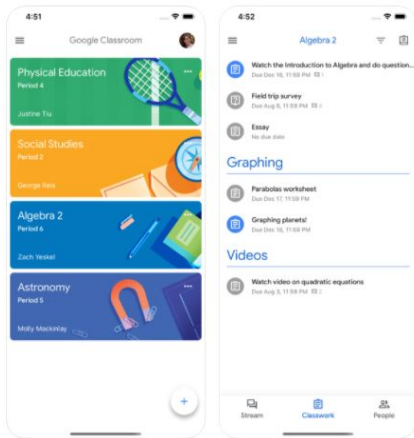 4:51
Google Classroom
Physical Education
Period 4
Justine Tiu
Social Studies
Period 2
George Reis
Algebra 2
Period 6
Zach Yeskel
Astronomy
Period 5
Molly Mackinlay
4:52
Algebra 2
Watch the Introduction to Algebra and do question...
Due Dec 16, 11:59 PM
Field trip survey
Due Aug 8, 11:59 PM
Essay
No due date
Graphing
Parabolas worksheet
Due Dec 17, 11:59 PM
Graphing planets!
Due Dec 18, 11:59 PM
Videos
Watch video on quadratic equations
Due Aug 3, 11:59 PM
Stream
Classwork
People